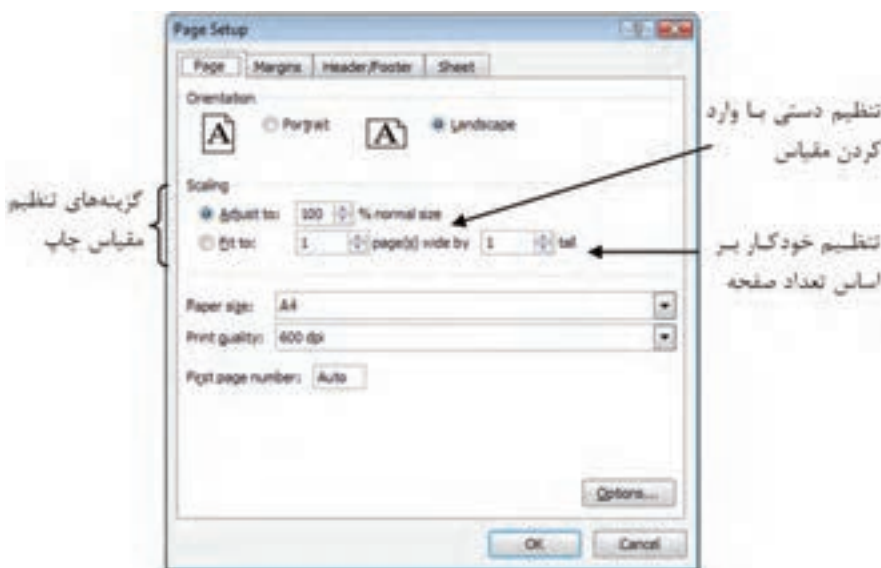 Page Setup
Page Margins Header/Footer Sheet
Orientation
A Portrait A Landscape
Scaling
Adjust to: 100 % normal size
Fit to: 1 page(s) wide by 1 tall
Paper size: A4
Print quality: 600 dpi
First page number: Auto
Options...
OK Cancel
تنظیم دستی با وارد
کردن مقیاس
تنظیم خودکار بر
اساس تعداد صفحه
گزینه‌های تنظیم
مقیاس چاپ